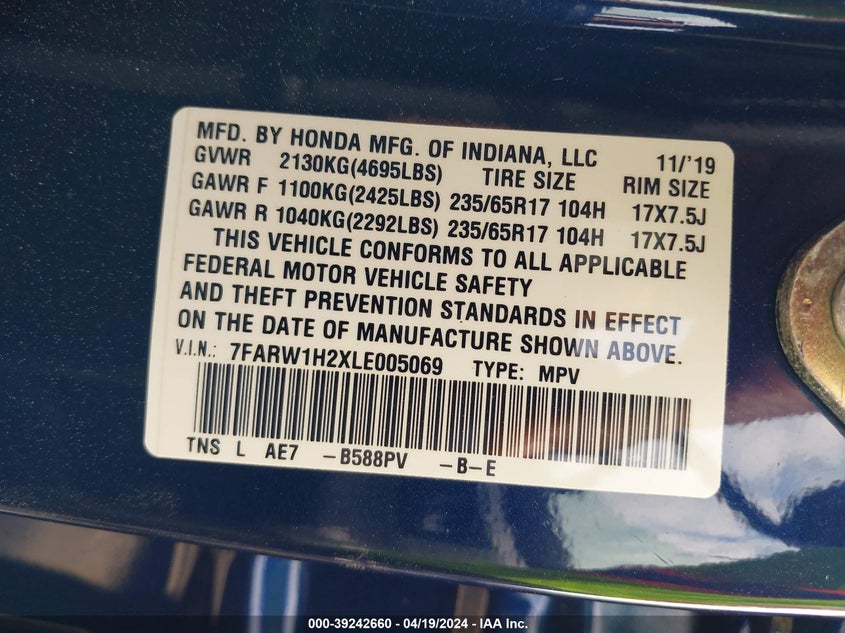 MFD. BY HONDA MFG. OF INDIANA, LLC 11/'19
GVWR 2130KG(4695LBS) TIRE SIZE RIM SIZE
GAWR F 1100KG(2425LBS) 235/65R17 104H 17X7.5J
GAWR R 1040KG(2292LBS) 235/65R17 104H 17X7.5J
THIS VEHICLE CONFORMS TO ALL APPLICABLE
FEDERAL MOTOR VEHICLE SAFETY
AND THEFT PREVENTION STANDARDS IN EFFECT
ON THE DATE OF MANUFACTURE SHOWN ABOVE.
V.I.N.: 7FARW1H2XLE005069 TYPE: MPV
TNS L AE7 -B588PV -B-E
000-39242660 - 04/19/2024 - IAA Inc.